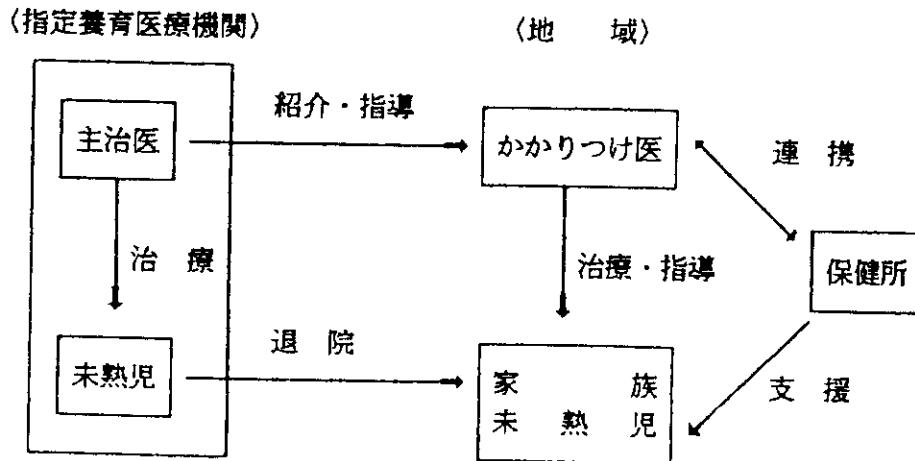 〈指定養育医療機関〉
〈地　域〉
主治医
紹介・指導
かかりつけ医
連　携
治　療
治療・指導
保健所
未熟児
退　院
家　　族
未　熟　児
支　援